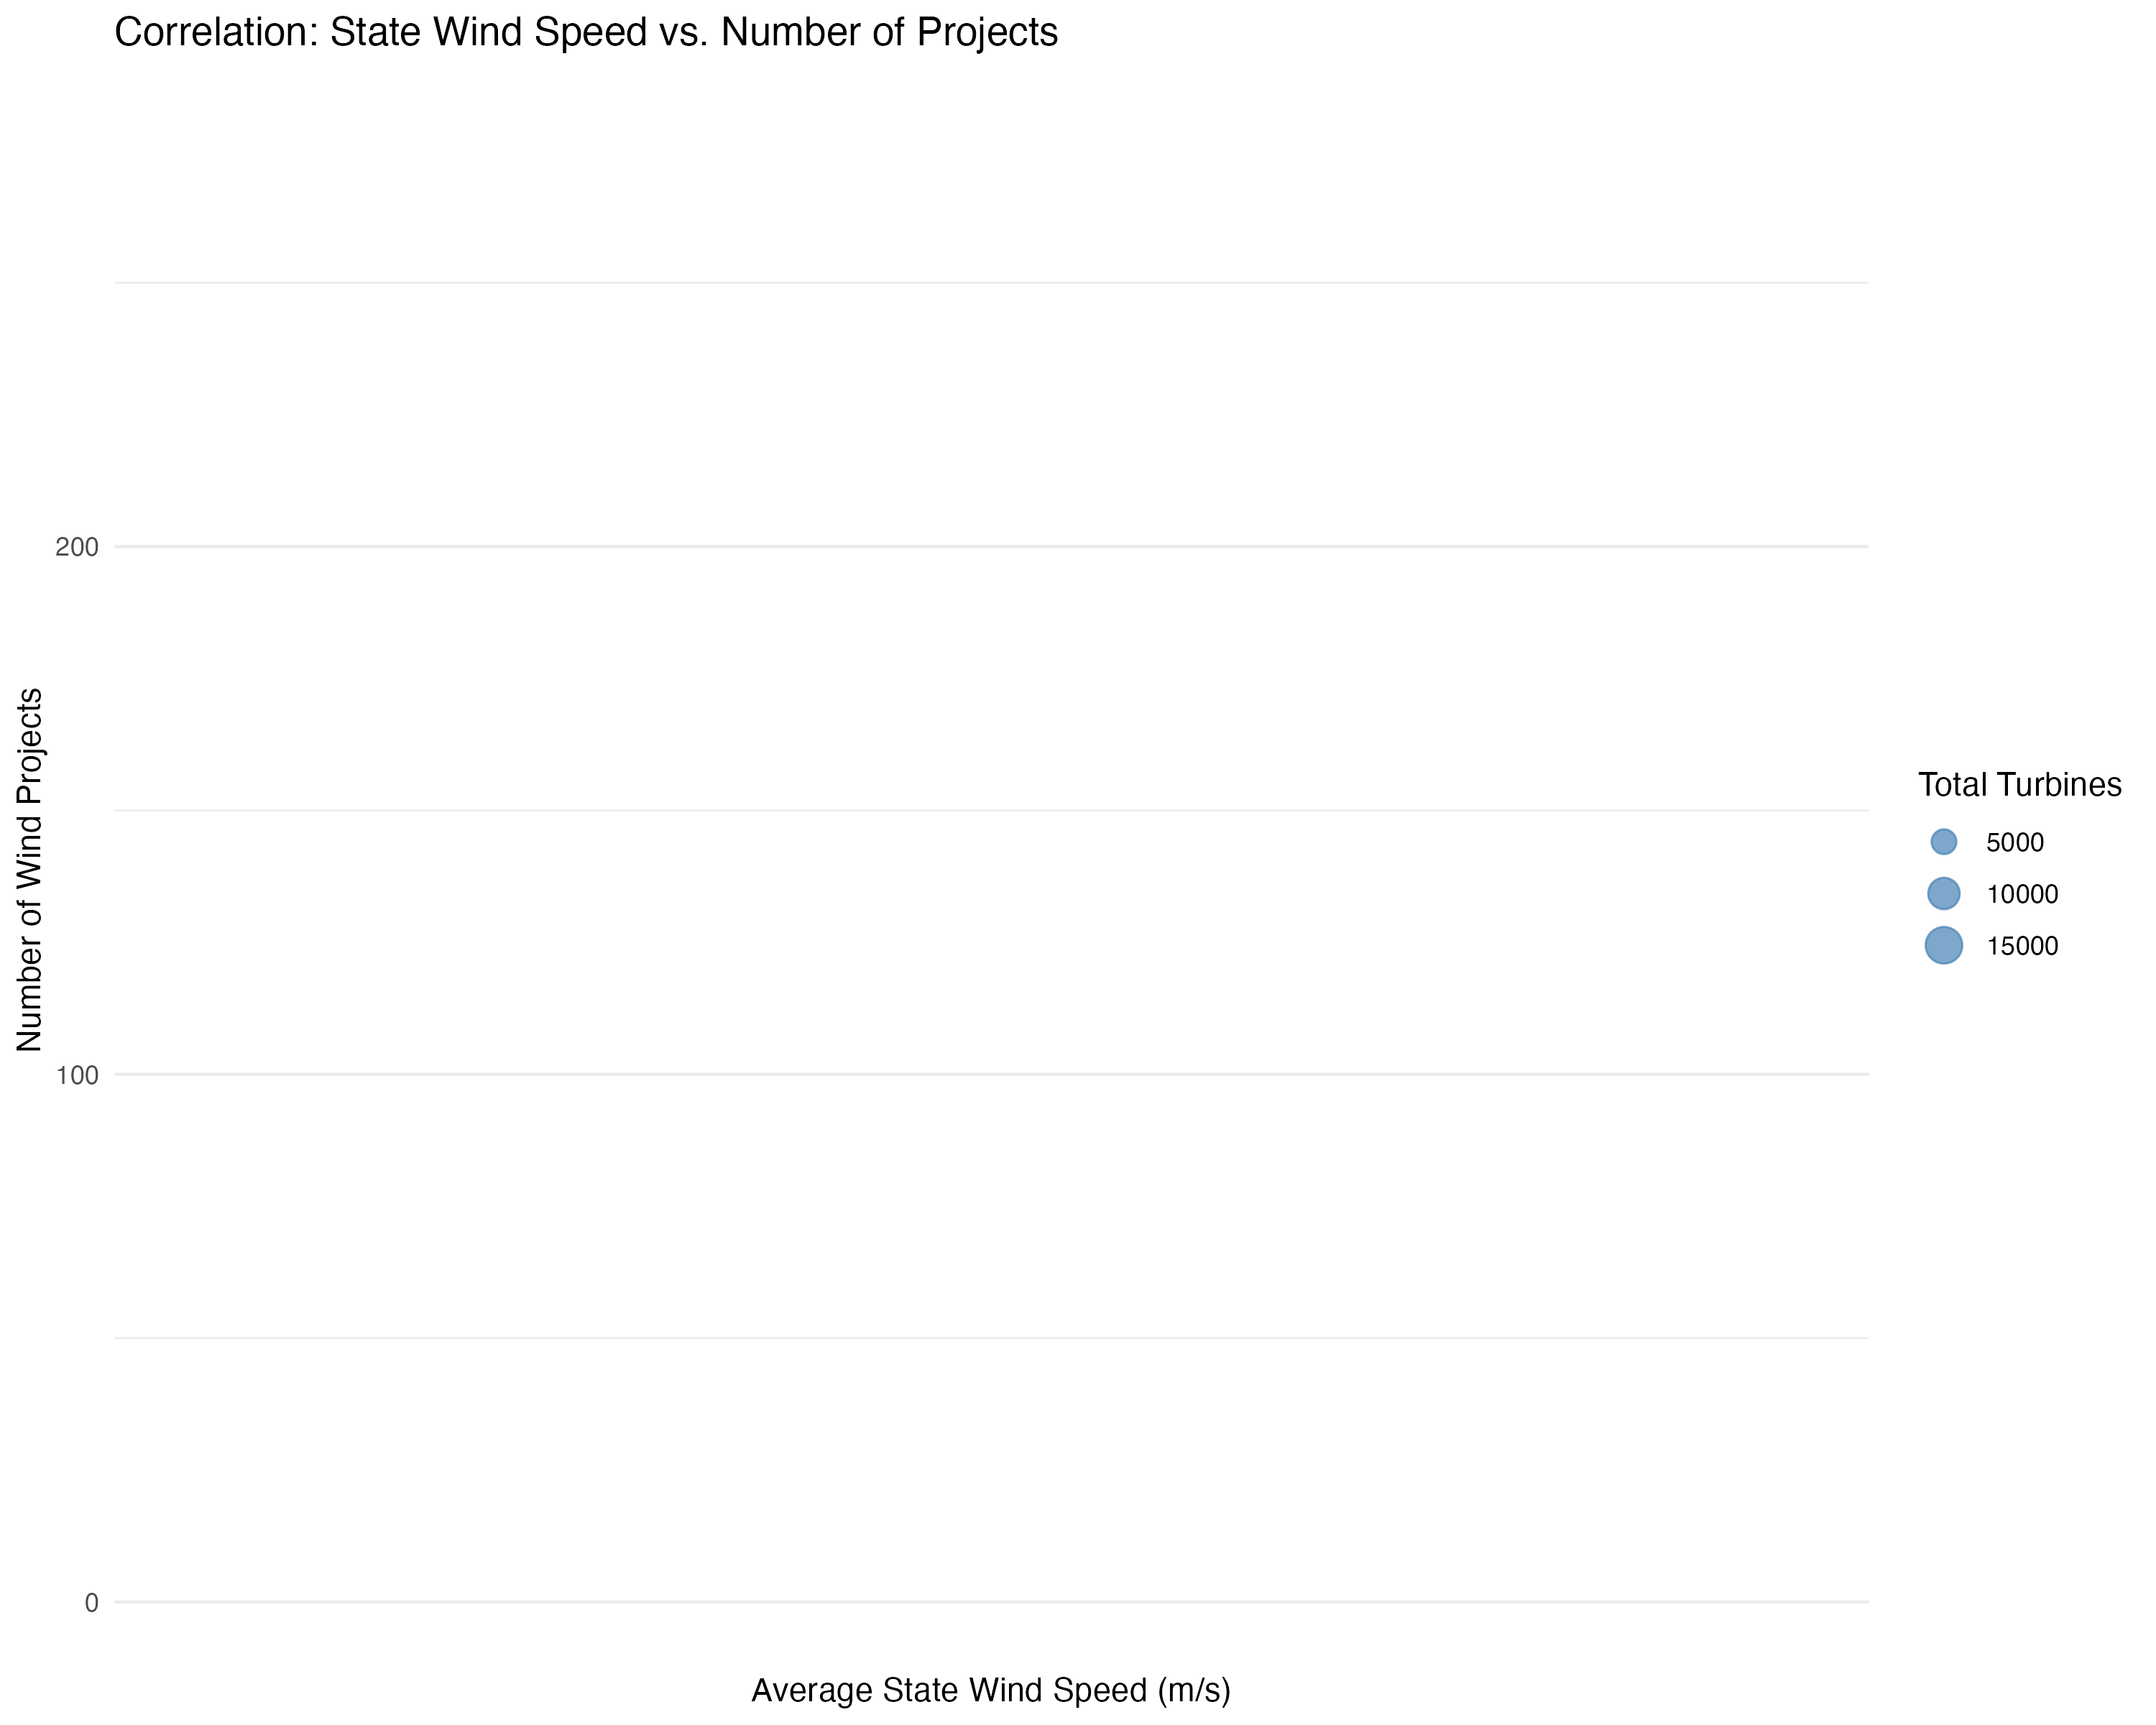 Correlation: State Wind Speed vs. Number of Projects
Number of Wind Projects
200
100
0
Average State Wind Speed (m/s)
Total Turbines
5000
10000
15000